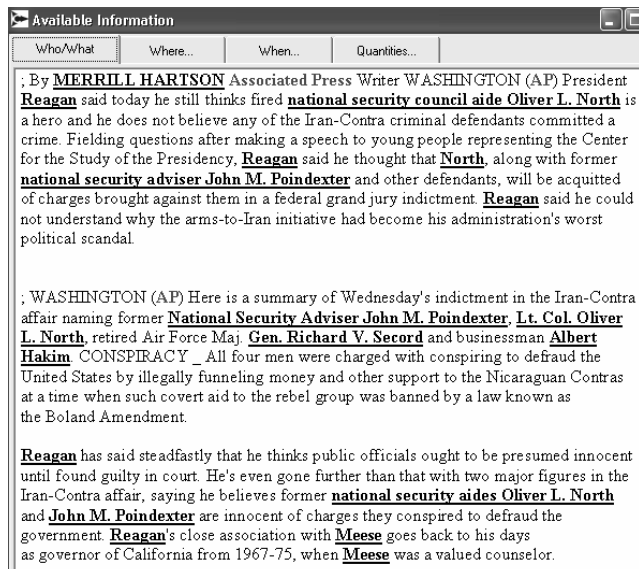 Available Information
Who/What Where... When... Quantities...
; By MERRILL HARTSON Associated Press Writer WASHINGTON (AP) President
Reagan said today he still thinks fired national security council aide Oliver L. North is
a hero and he does not believe any of the Iran-Contra criminal defendants committed a
crime. Fielding questions after making a speech to young people representing the Center
for the Study of the Presidency, Reagan said he thought that North, along with former
national security adviser John M. Poindexter and other defendants, will be acquitted
of charges brought against them in a federal grand jury indictment. Reagan said he could
not understand why the arms-to-Iran initiative had become his administration's worst
political scandal.
; WASHINGTON (AP) Here is a summary of Wednesday's indictment in the Iran-Contra
affair naming former National Security Adviser John M. Poindexter, Lt. Col. Oliver
L. North, retired Air Force Maj. Gen. Richard V. Secord and businessman Albert
Hakim. CONSPIRACY _ All four men were charged with conspiring to defraud the
United States by illegally funneling money and other support to the Nicaraguan Contras
at a time when such covert aid to the rebel group was banned by a law known as
the Boland Amendment.
Reagan has said steadfastly that he thinks public officials ought to be presumed innocent
until found guilty in court. He's even gone further than that with two major figures in the
Iran-Contra affair, saying he believes former national security aides Oliver L. North
and John M. Poindexter are innocent of charges they conspired to defraud the
government. Reagan's close association with Meese goes back to his days
as governor of California from 1967-75, when Meese was a valued counselor.